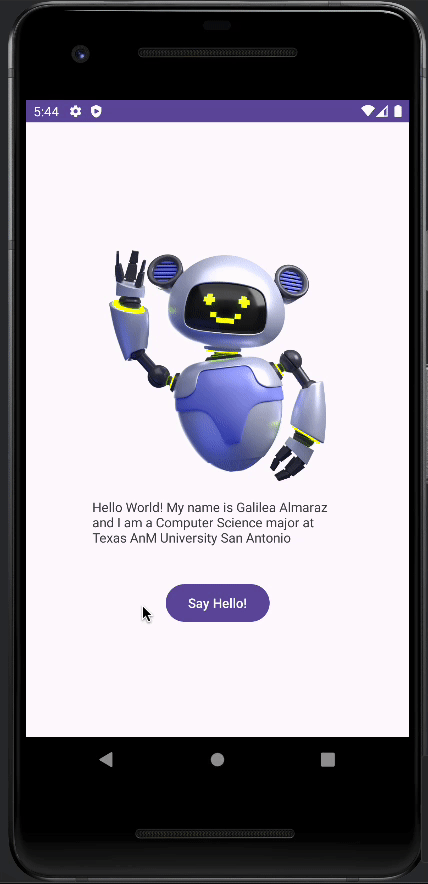 5:44
Hello World! My name is Galilea Almaraz
and I am a Computer Science major at
Texas AnM University San Antonio
Say Hello!